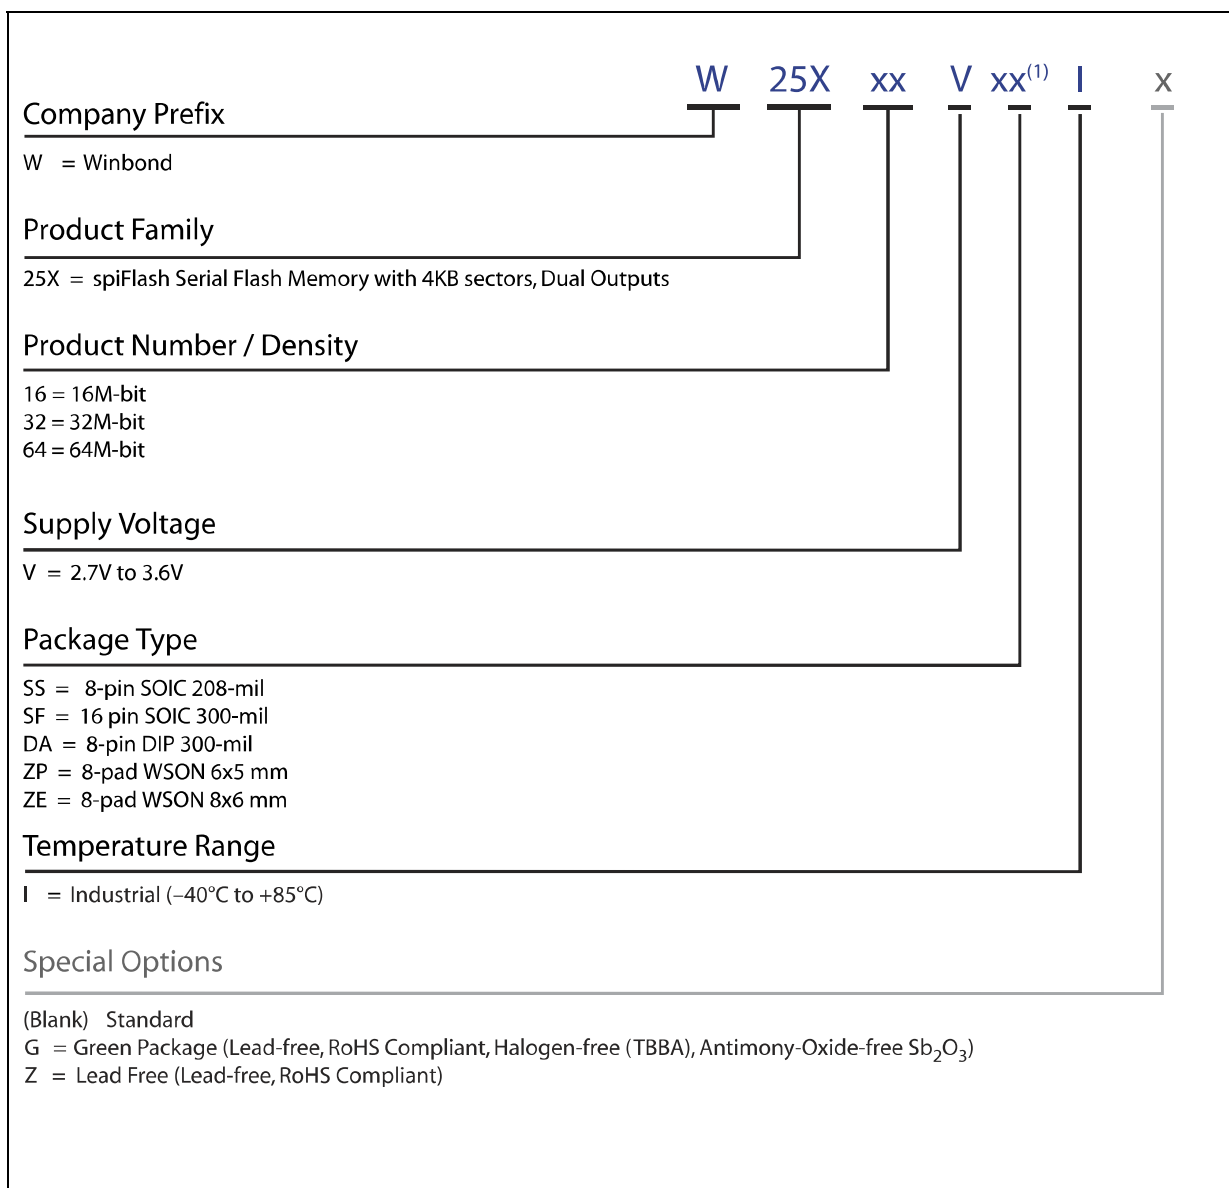 W 25X xx V xx(1) I x
Company Prefix
W = Winbond
Product Family
25X = spiFlash Serial Flash Memory with 4KB sectors, Dual Outputs
Product Number / Density
16 = 16M-bit
32 = 32M-bit
64 = 64M-bit
Supply Voltage
V = 2.7V to 3.6V
Package Type
SS = 8-pin SOIC 208-mil
SF = 16 pin SOIC 300-mil
DA = 8-pin DIP 300-mil
ZP = 8-pad WSON 6x5 mm
ZE = 8-pad WSON 8x6 mm
Temperature Range
I = Industrial (–40°C to +85°C)
Special Options
(Blank) Standard
G = Green Package (Lead-free, RoHS Compliant, Halogen-free (TBBA), Antimony-Oxide-free Sb₂O₃)
Z = Lead Free (Lead-free, RoHS Compliant)